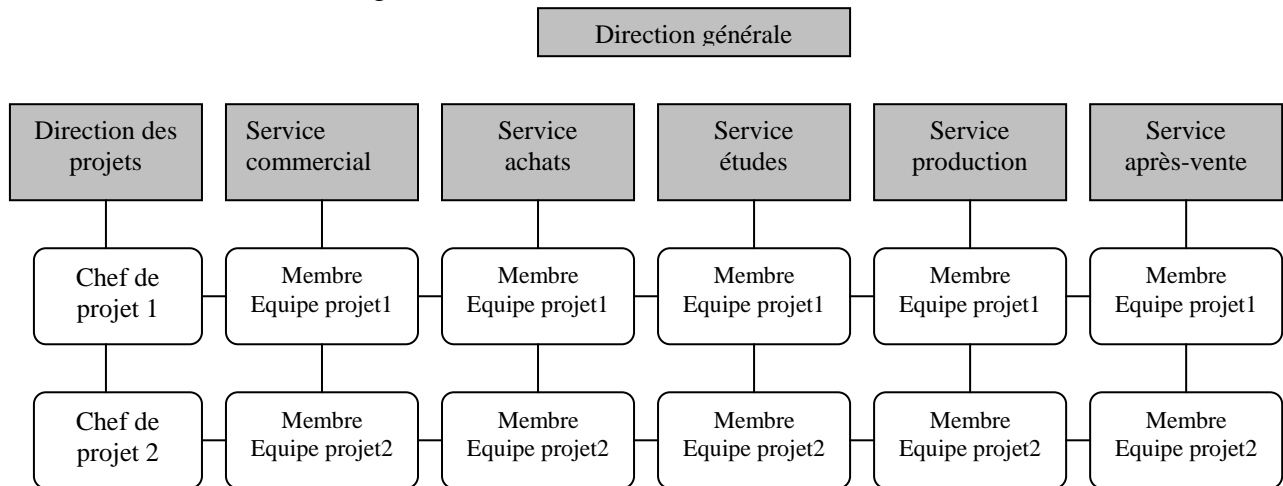 Direction générale
Direction des
projets
Service
commercial
Service
achats
Service
études
Service
production
Service
après-vente
Chef de
projet 1
Membre
Equipe projet1
Membre
Equipe projet1
Membre
Equipe projet1
Membre
Equipe projet1
Membre
Equipe projet1
Chef de
projet 2
Membre
Equipe projet2
Membre
Equipe projet2
Membre
Equipe projet2
Membre
Equipe projet2
Membre
Equipe projet2